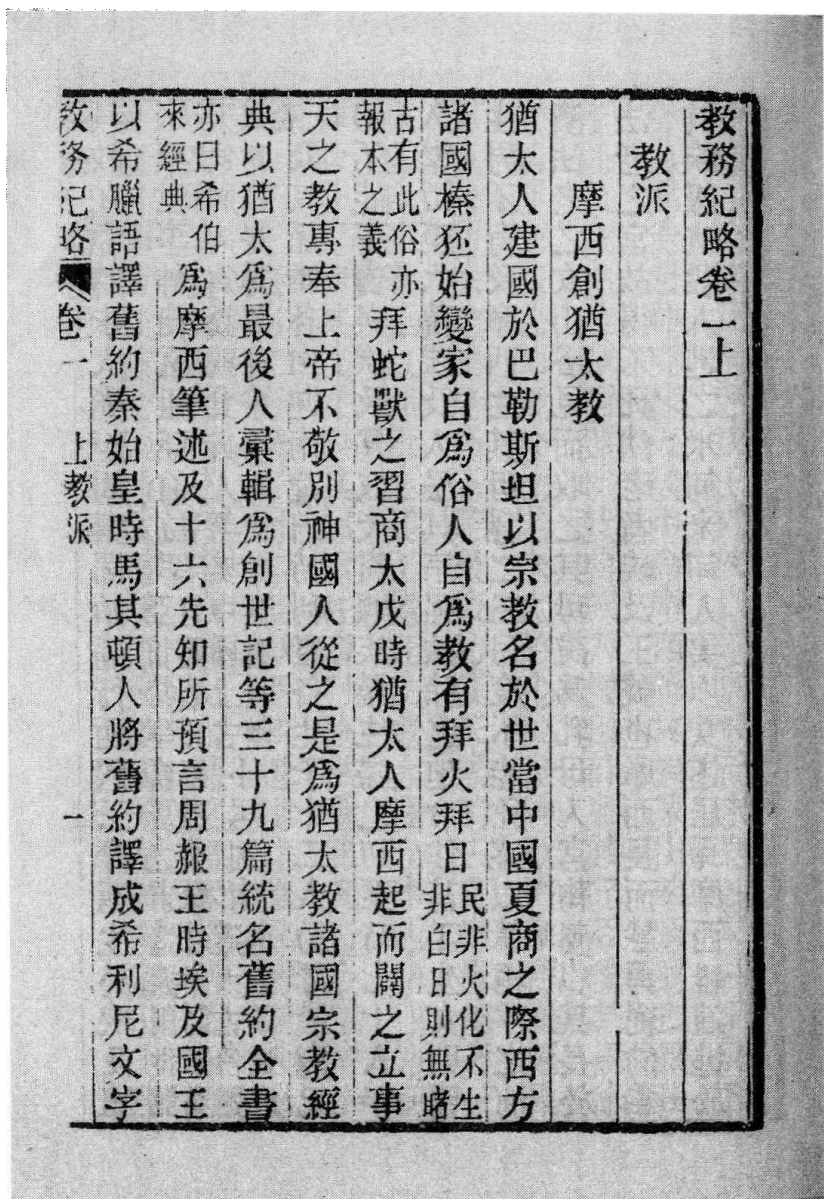 教務紀略卷一上
教派
摩西創猶太教
猶太人建國於巴勒斯坦以宗教名於世當中國夏商之際西方
諸國榛狉始變家自爲俗人自爲教有拜火拜日民非火化不生非白日則無睹
古有此俗亦報本之義拜蛇獸之習商太戊時猶太人摩西起而闢之立事
天之教專奉上帝不敬別神國人從之是爲猶太教諸國宗教經
典以猶太爲最後人彙輯爲創世記等三十九篇統名舊約全書
亦曰希伯來經典爲摩西筆述及十六先知所預言周赧王時埃及國王
以希臘語譯舊約秦始皇時馬其頓人將舊約譯成希利尼文字
教務紀略卷一上教派一